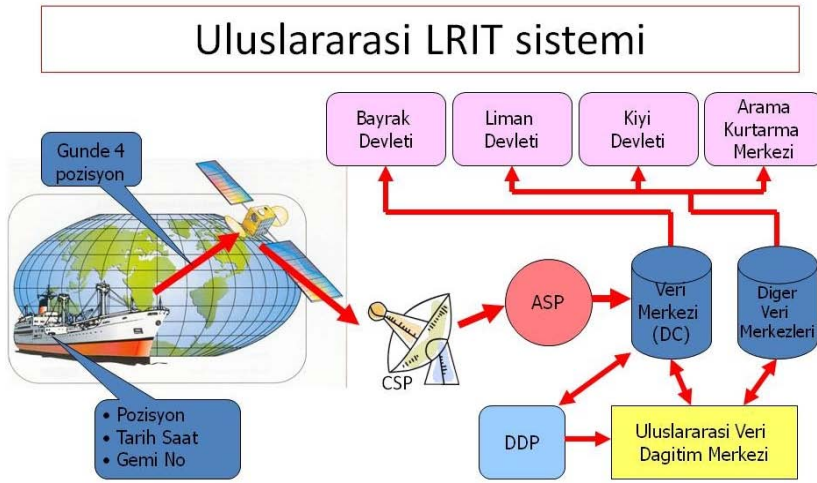 Uluslararasi LRIT sistemi
Bayrak
Devleti
Liman
Devleti
Kiyi
Devleti
Arama
Kurtarma
Merkezi
Gunde 4
pozisyon
CSP
ASP
Veri
Merkezi
(DC)
Diger
Veri
Merkezleri
• Pozisyon
• Tarih Saat
• Gemi No
DDP
Uluslararasi Veri
Dagitim Merkezi